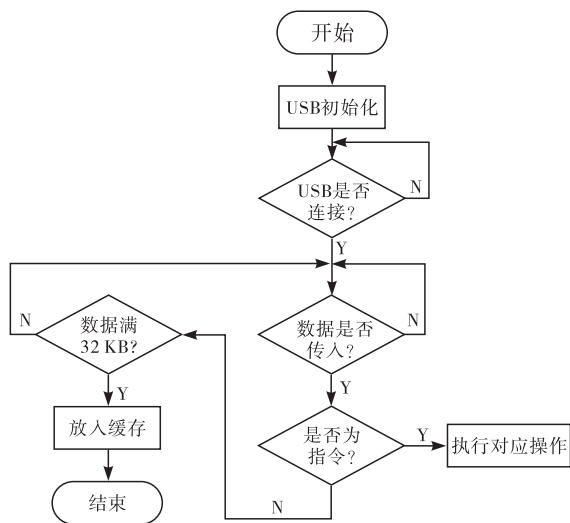 开始
USB初始化
N
USB是否
连接?
Y
N
数据满
32 KB?
数据是否
传入?
N
Y
Y
放入缓存
是否为
指令?
Y
执行对应操作
结束
N